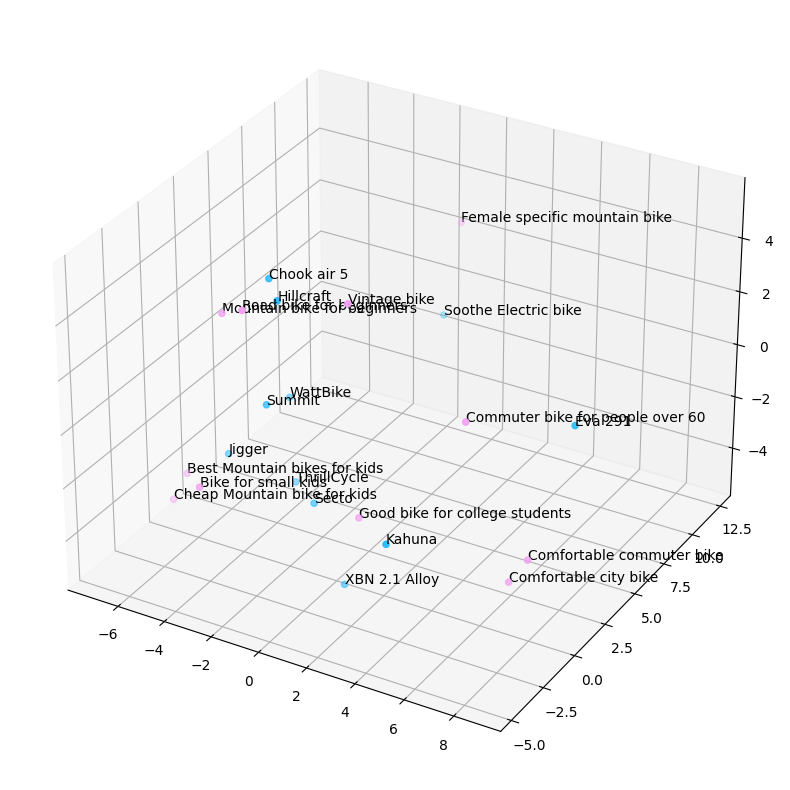 Female specific mountain bike
4
Chook air 5
2
Hillcraft
Vintage bike
Road bike for beginners
Mountain bike for beginners
Soothe Electric bike
0
WattBike
Summit
−2
Commuter bike for people over 60
Eva 291
Jigger
−4
Best Mountain bikes for kids
ThrillCycle
Bike for small kids
Cheap Mountain bike for kids
Secto
Good bike for college students
12.5
Kahuna
Comfortable commuter bike
10.0
XBN 2.1 Alloy
Comfortable city bike
7.5
5.0
−6
−4
2.5
−2
0
0.0
2
4
−2.5
6
8
−5.0